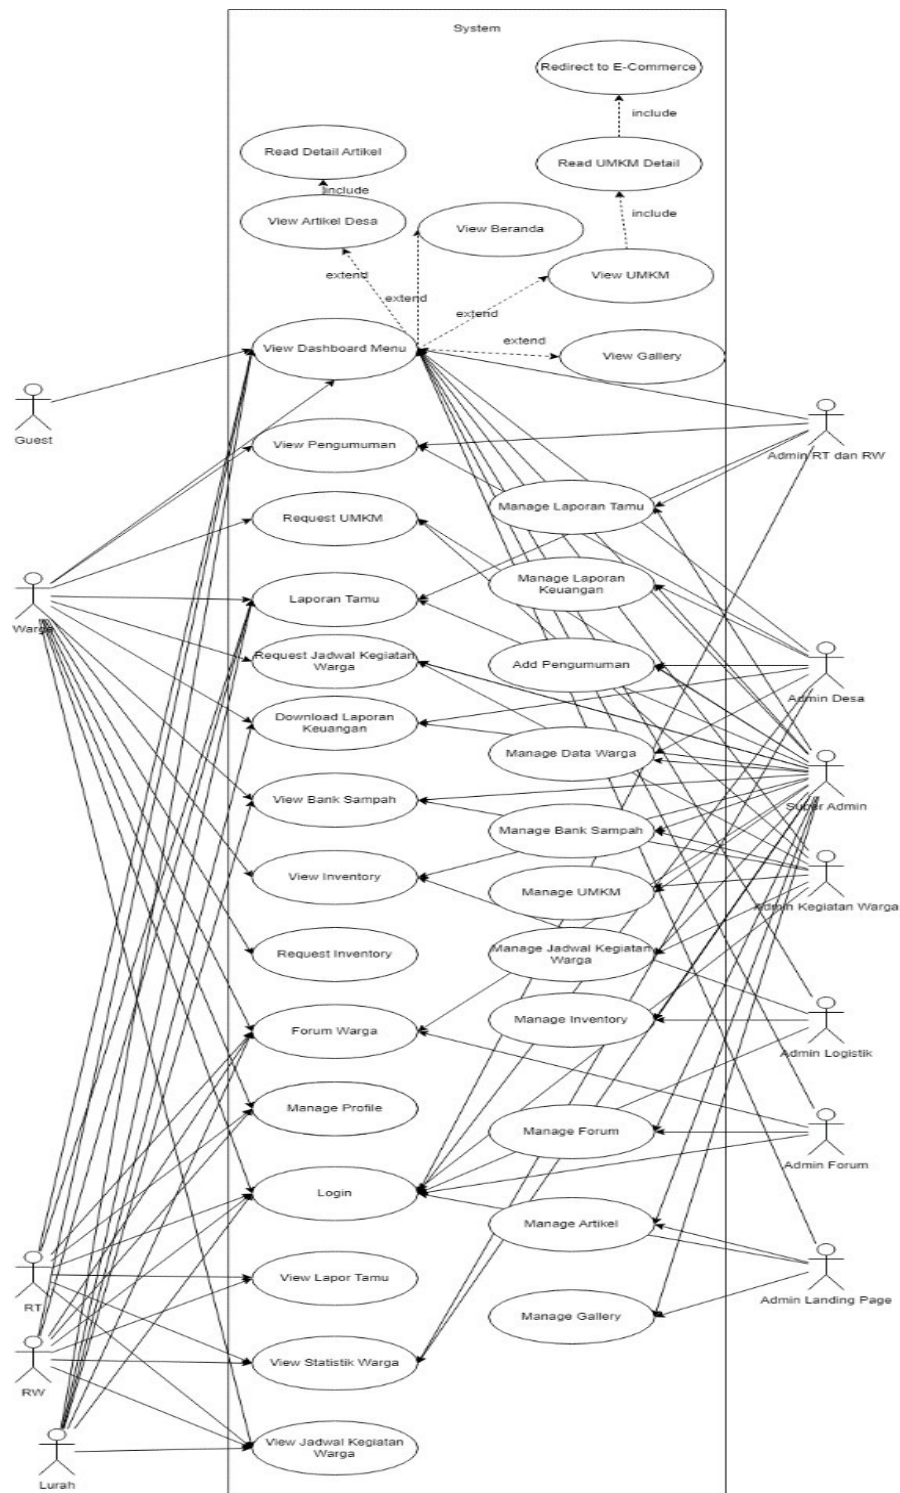 System
Redirect to E-Commerce
include
Read Detail Artikel
Read UMKM Detail
include
View Artikel Desa
include
View Beranda
extend
View UMKM
extend
extend
View Dashboard Menu
extend
View Gallery
Guest
View Pengumuman
Admin RT dan RW
Manage Laporan Tamu
Request UMKM
Manage Laporan
Keuangan
Laporan Tamu
Warga
Request Jadwal Kegiatan
Warga
Add Pengumuman
Admin Desa
Download Laporan
Keuangan
Manage Data Warga
View Bank Sampah
Super Admin
Manage Bank Sampah
View Inventory
Manage UMKM
Admin Kegiatan Warga
Request Inventory
Manage Jadwal Kegiatan
Warga
Forum Warga
Manage Inventory
Admin Logistik
Manage Profile
Manage Forum
Admin Forum
Login
Manage Artikel
View Lapor Tamu
RT
Admin Landing Page
Manage Gallery
View Statistik Warga
RW
View Jadwal Kegiatan
Warga
Lurah